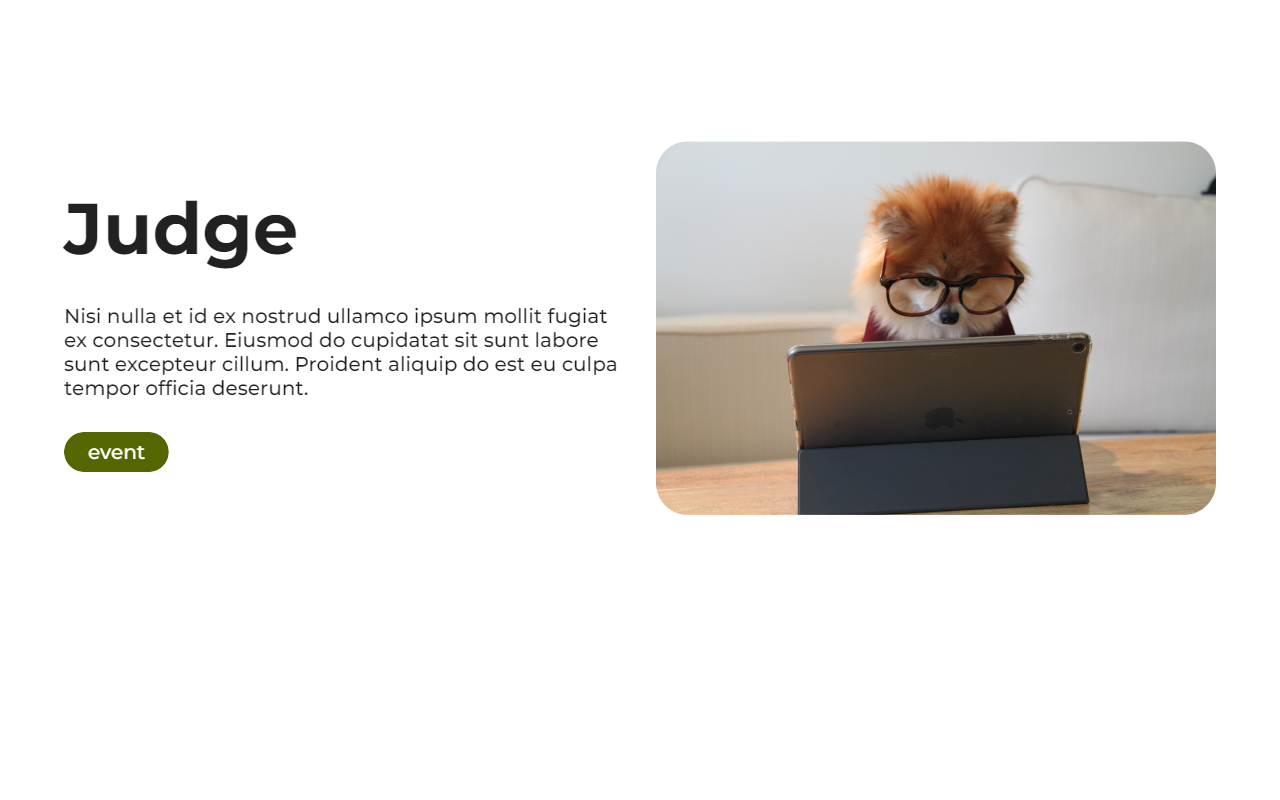 Judge
Nisi nulla et id ex nostrud ullamco ipsum mollit fugiat
ex consectetur. Eiusmod do cupidatat sit sunt labore
sunt excepteur cillum. Proident aliquip do est eu culpa
tempor officia deserunt.
event